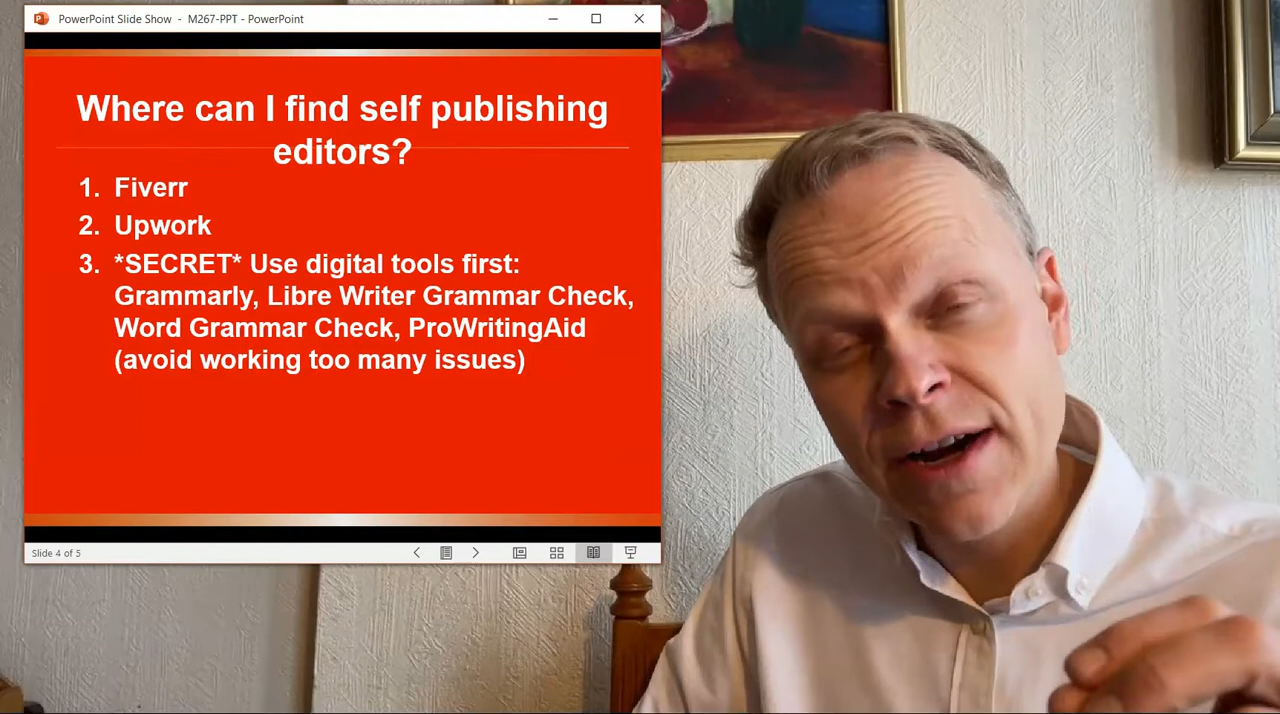 PowerPoint Slide Show - M267-PPT - PowerPoint
Where can I find self publishing
editors?
1. Fiverr
2. Upwork
3. *SECRET* Use digital tools first:
Grammarly, Libre Writer Grammar Check,
Word Grammar Check, ProWritingAid
(avoid working too many issues)
Slide 4 of 5